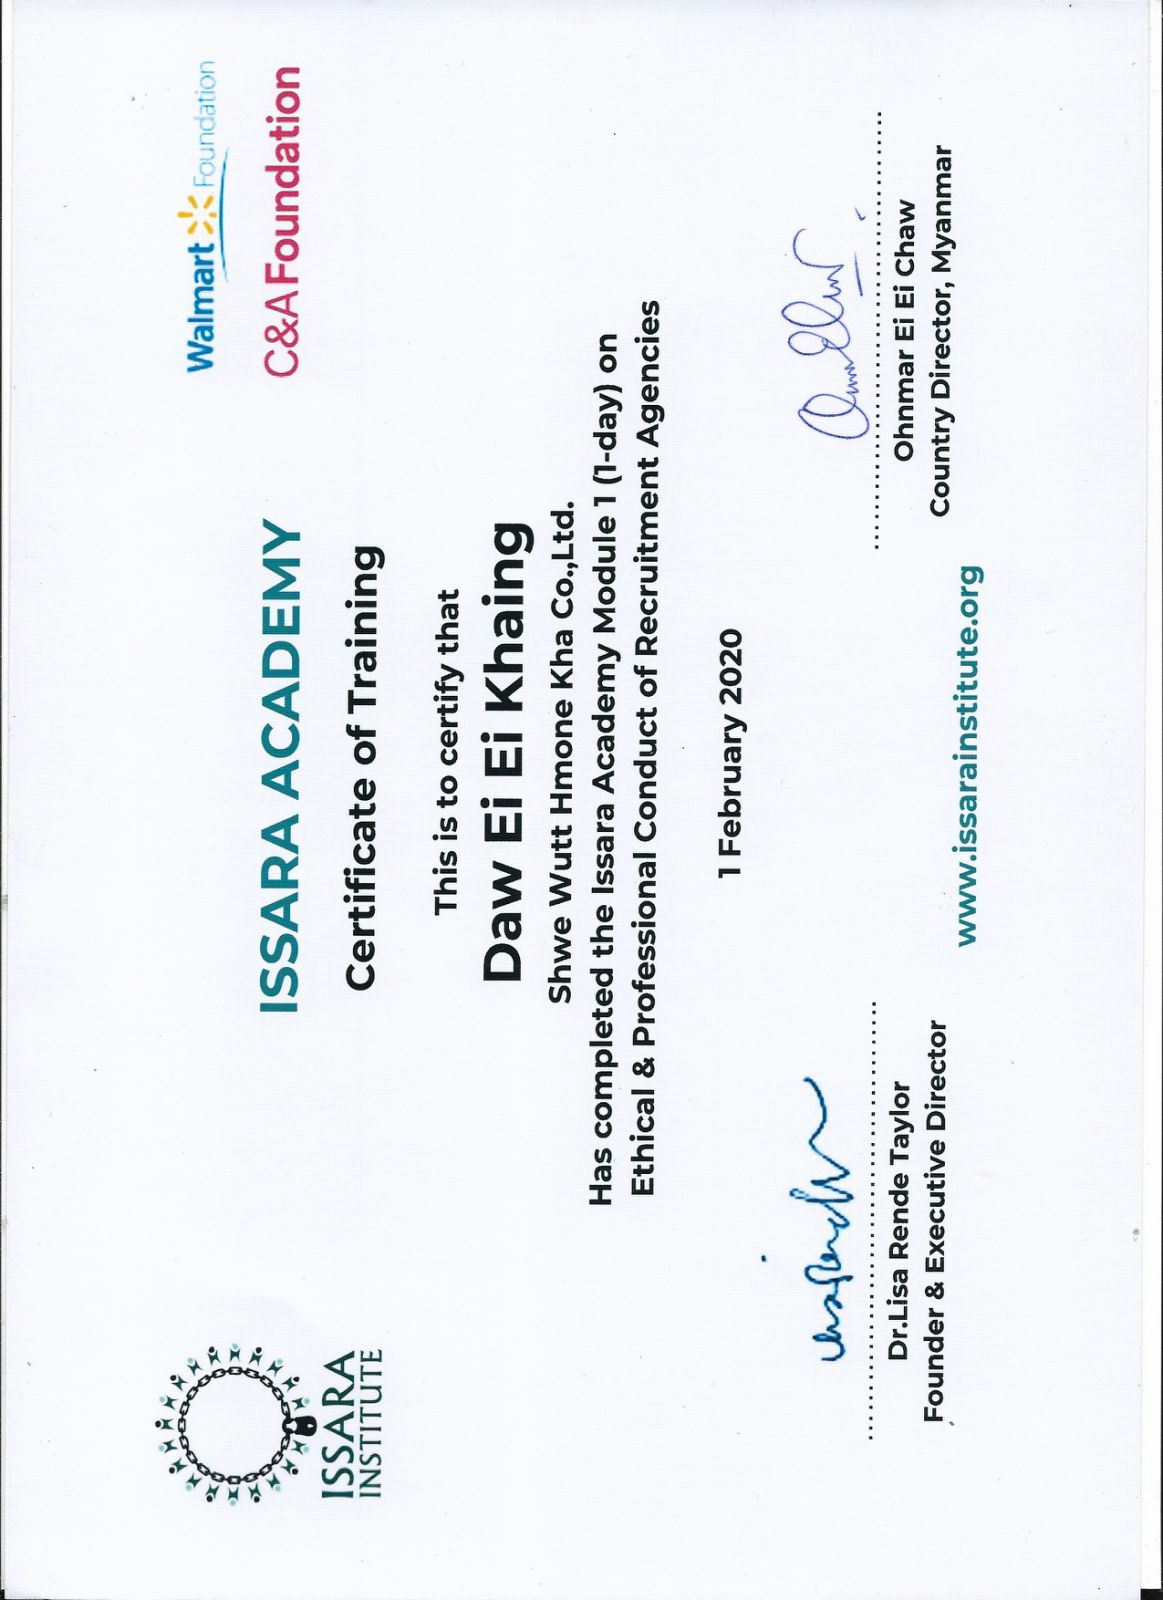 ISSARA
INSTITUTE
Walmart Foundation
C&A Foundation
ISSARA ACADEMY
Certificate of Training
This is to certify that
Daw Ei Ei Khaing
Shwe Wutt Hmone Kha Co.,Ltd.
Has completed the Issara Academy Module 1 (1-day) on
Ethical & Professional Conduct of Recruitment Agencies
1 February 2020
Dr.Lisa Rende Taylor
Founder & Executive Director
Ohnmar Ei Ei Chaw
Country Director, Myanmar
www.issarainstitute.org